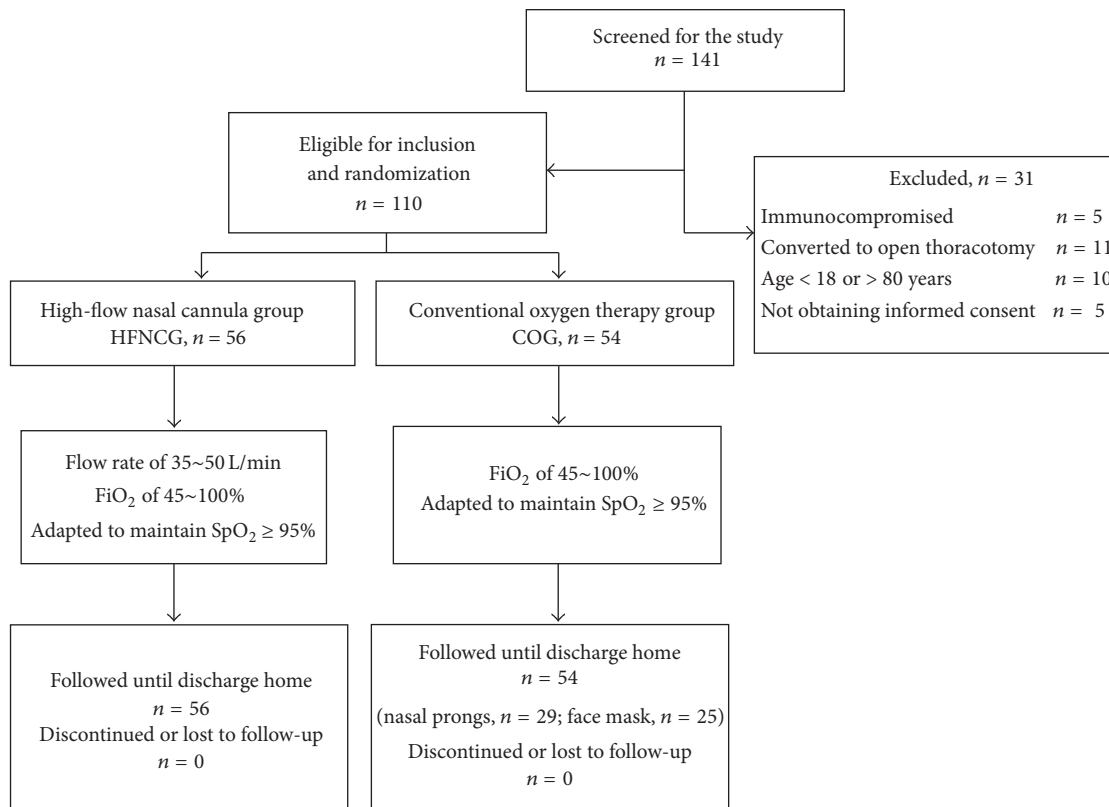 Screened for the study
n = 141
Eligible for inclusion
and randomization
n = 110
Excluded, n = 31
Immunocompromised n = 5
Converted to open thoracotomy n = 11
Age < 18 or > 80 years n = 10
Not obtaining informed consent n = 5
High-flow nasal cannula group
HFNCG, n = 56
Conventional oxygen therapy group
COG, n = 54
Flow rate of 35~50 L/min
FiO₂ of 45~100%
Adapted to maintain SpO₂ ≥ 95%
FiO₂ of 45~100%
Adapted to maintain SpO₂ ≥ 95%
Followed until discharge home
n = 56
Discontinued or lost to follow-up
n = 0
Followed until discharge home
n = 54
(nasal prongs, n = 29; face mask, n = 25)
Discontinued or lost to follow-up
n = 0